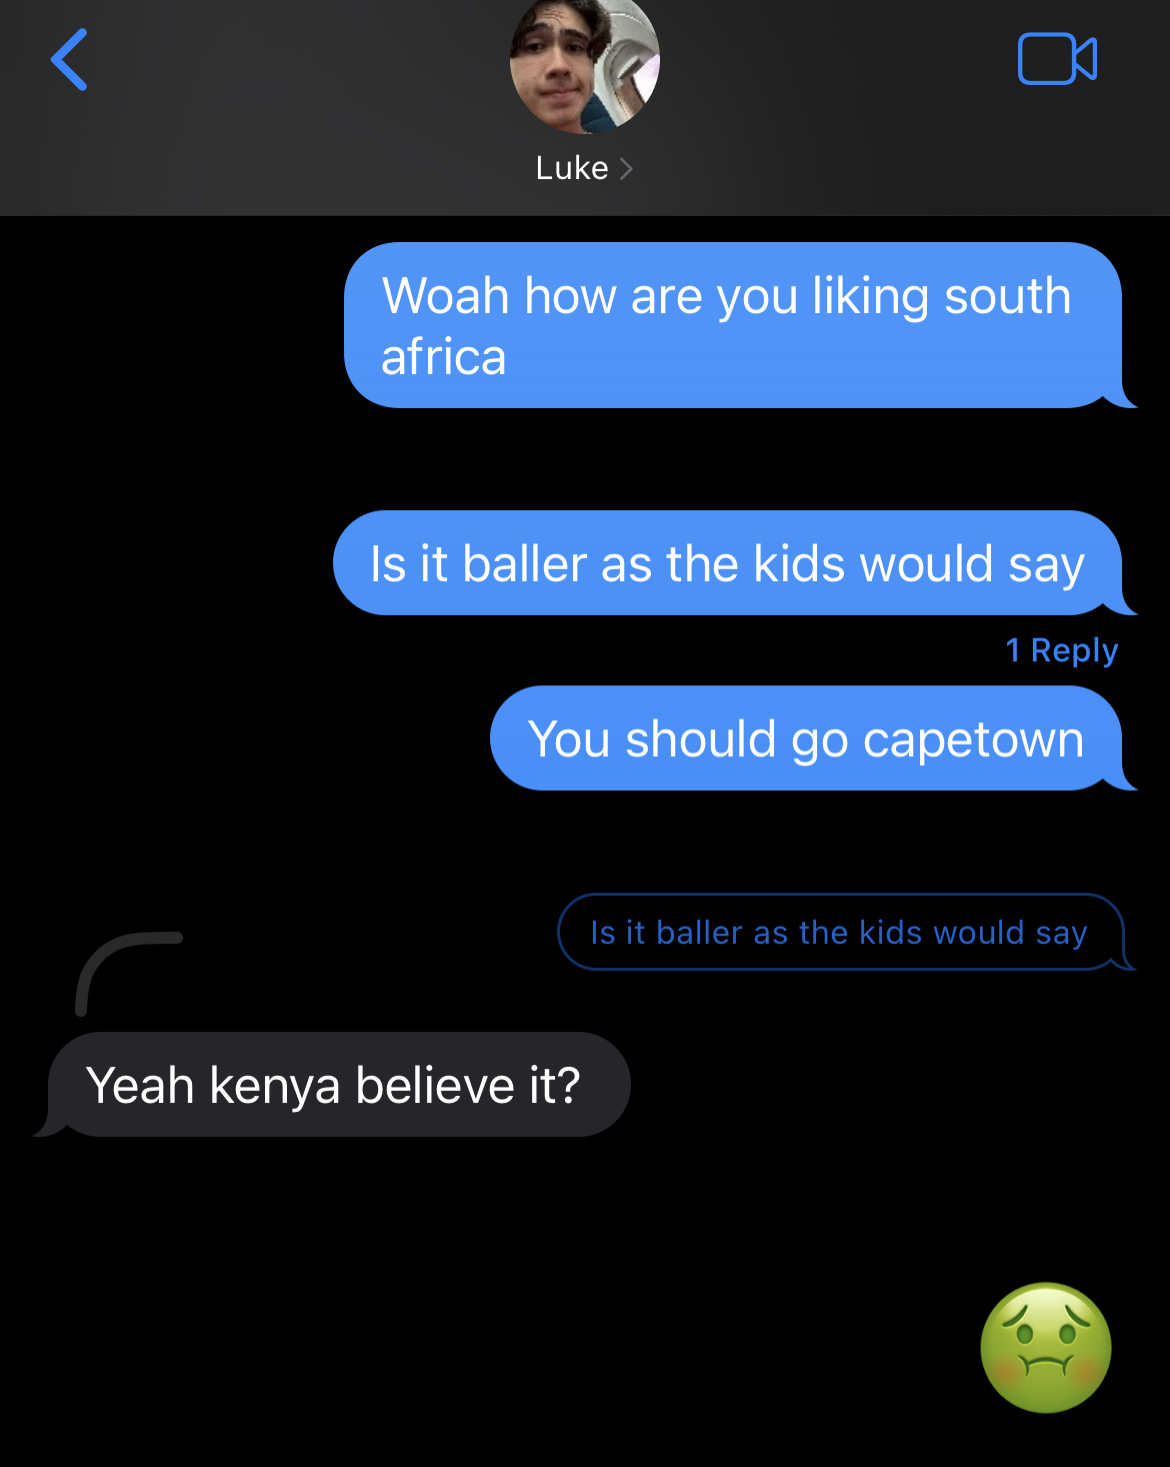 Luke
Woah how are you liking south
africa
Is it baller as the kids would say
1 Reply
You should go capetown
Is it baller as the kids would say
Yeah kenya believe it?